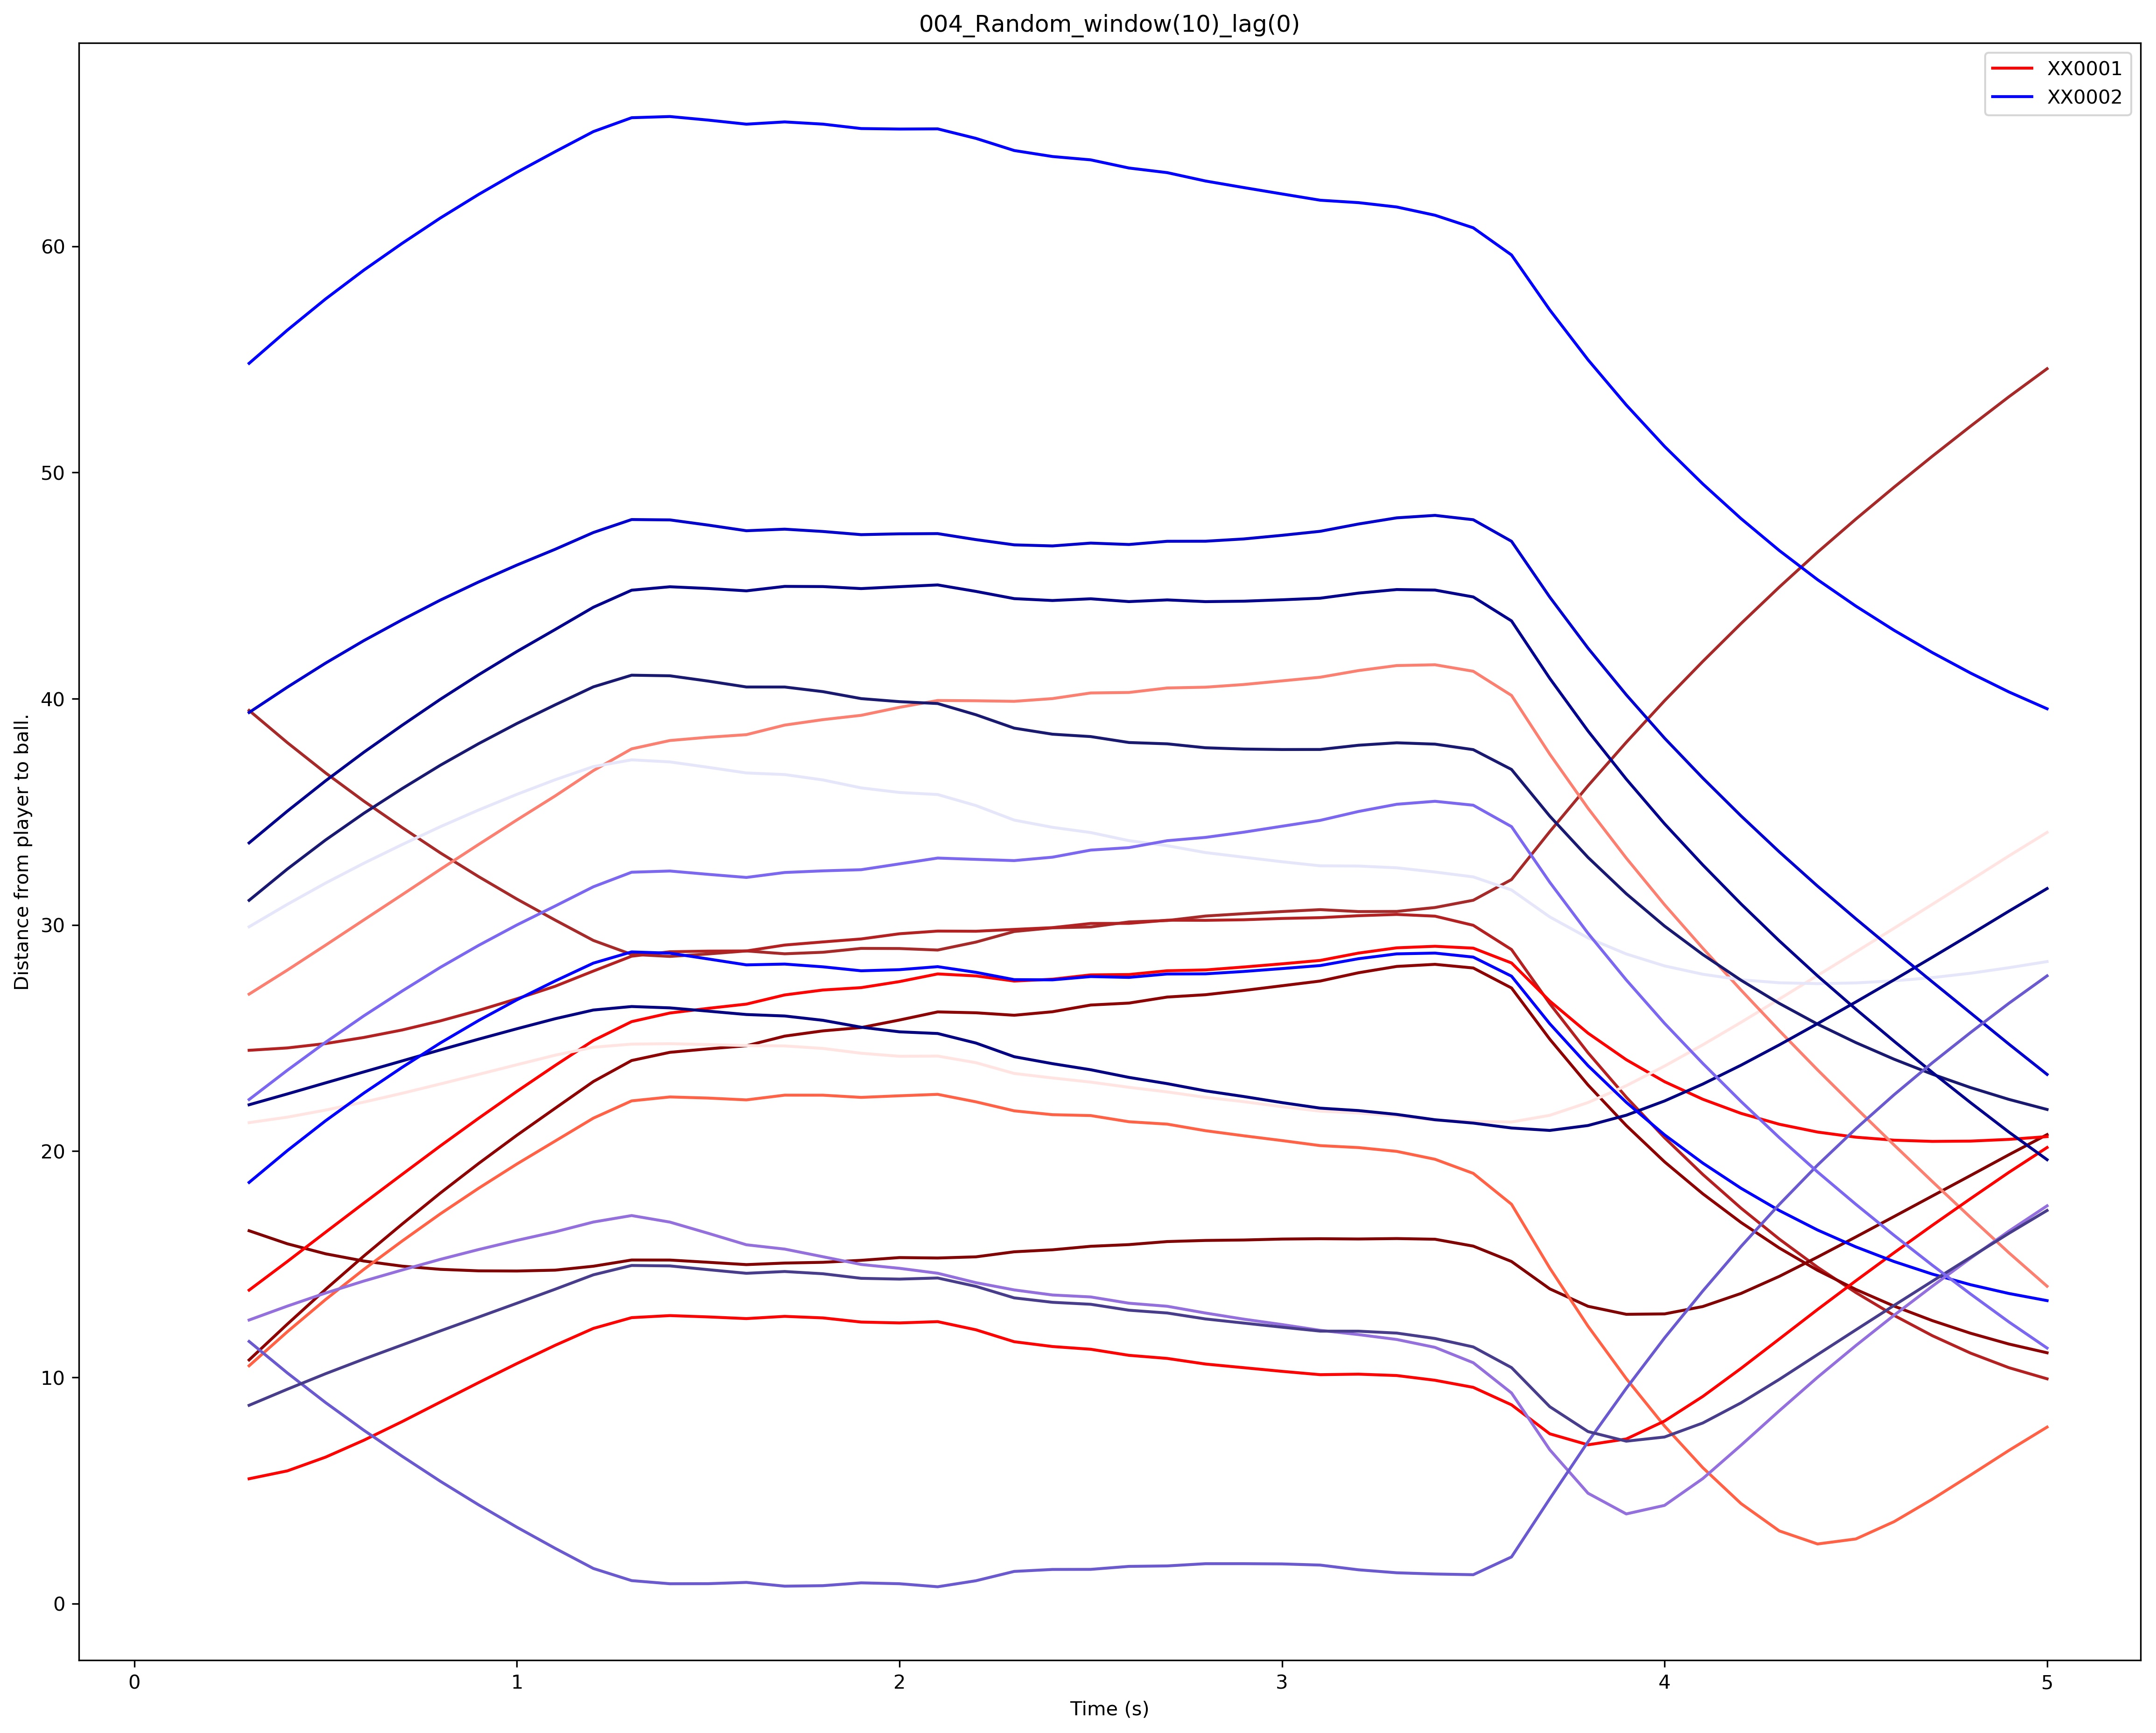 004_Random_window(10)_lag(0)
XX0001
XX0002
60
50
40
30
20
10
0
Distance from player to ball.
0 1 2 3 4 5
Time (s)